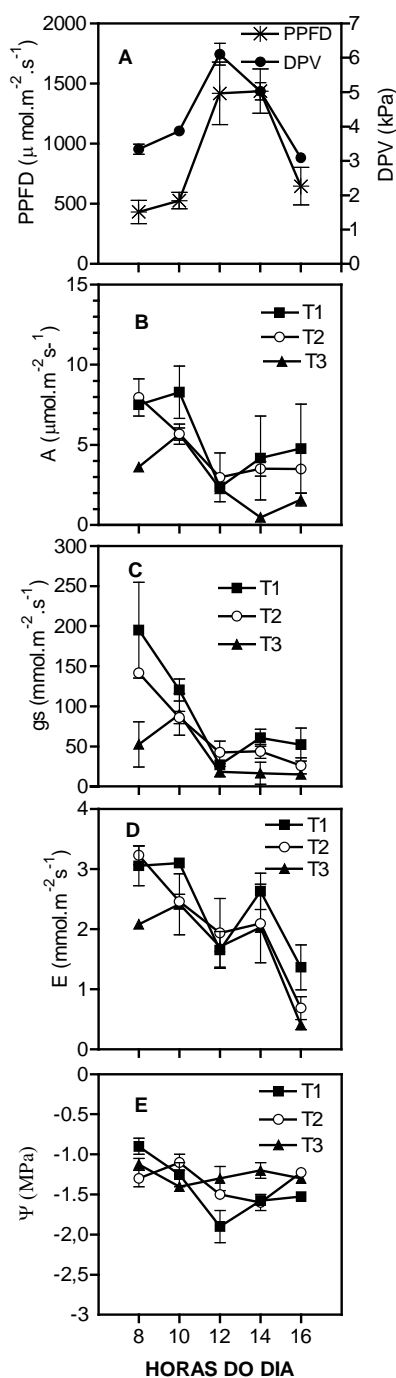 A
PPFD
DPV
PPFD (μ mol.m-2 .s-1)
2000
1500
1000
500
0
DPV (kPa)
7
6
5
4
3
2
1
0
B
T1
T2
T3
A (μmol.m-2s-1)
15
10
5
0
C
T1
T2
T3
gs (mmol.m-2.s-1)
300
250
200
150
100
50
0
D
T1
T2
T3
E (mmol.m-2s-1)
4
3
2
1
0
E
T1
T2
T3
Ψ (MPa)
0
-0.5
-1.0
-1.5
-2.0
-2,5
-3
8 10 12 14 16
HORAS DO DIA